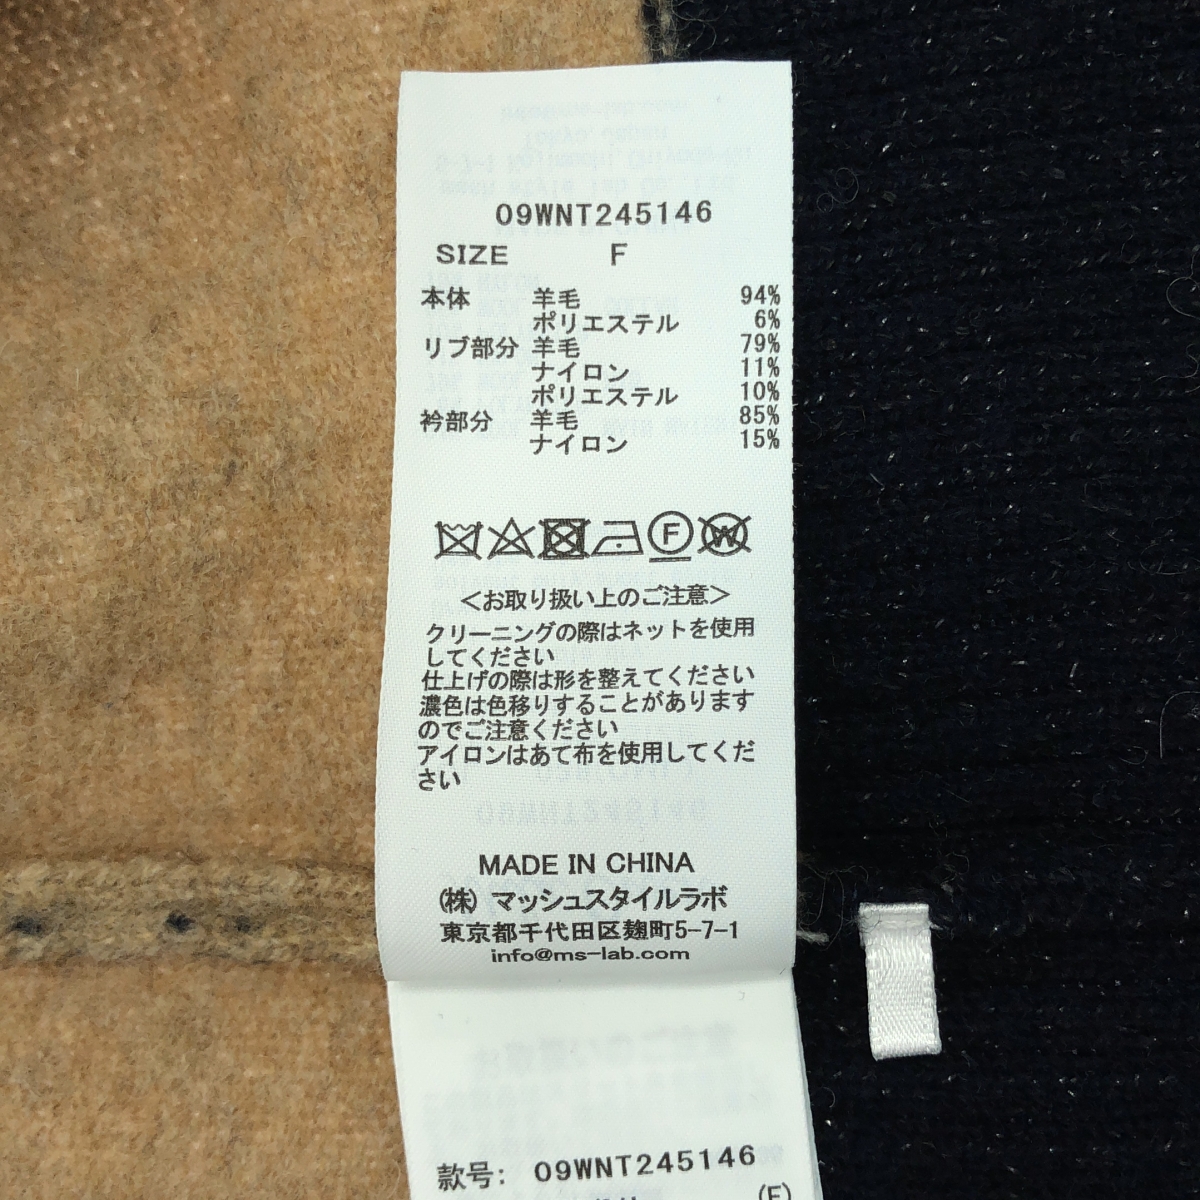 09WNT245146
SIZE F
本体 羊毛 94%
ポリエステル 6%
リブ部分 羊毛 79%
ナイロン 11%
ポリエステル 10%
衿部分 羊毛 85%
ナイロン 15%
F W
＜お取り扱い上のご注意＞
クリーニングの際はネットを使用
してください
仕上げの際は形を整えてください
濃色は色移りすることがあります
のでご注意ください
アイロンはあて布を使用してくだ
さい
MADE IN CHINA
(株) マッシュスタイルラボ
東京都千代田区麹町5-7-1
info@ms-lab.com
款号: 09WNT245146
(F)